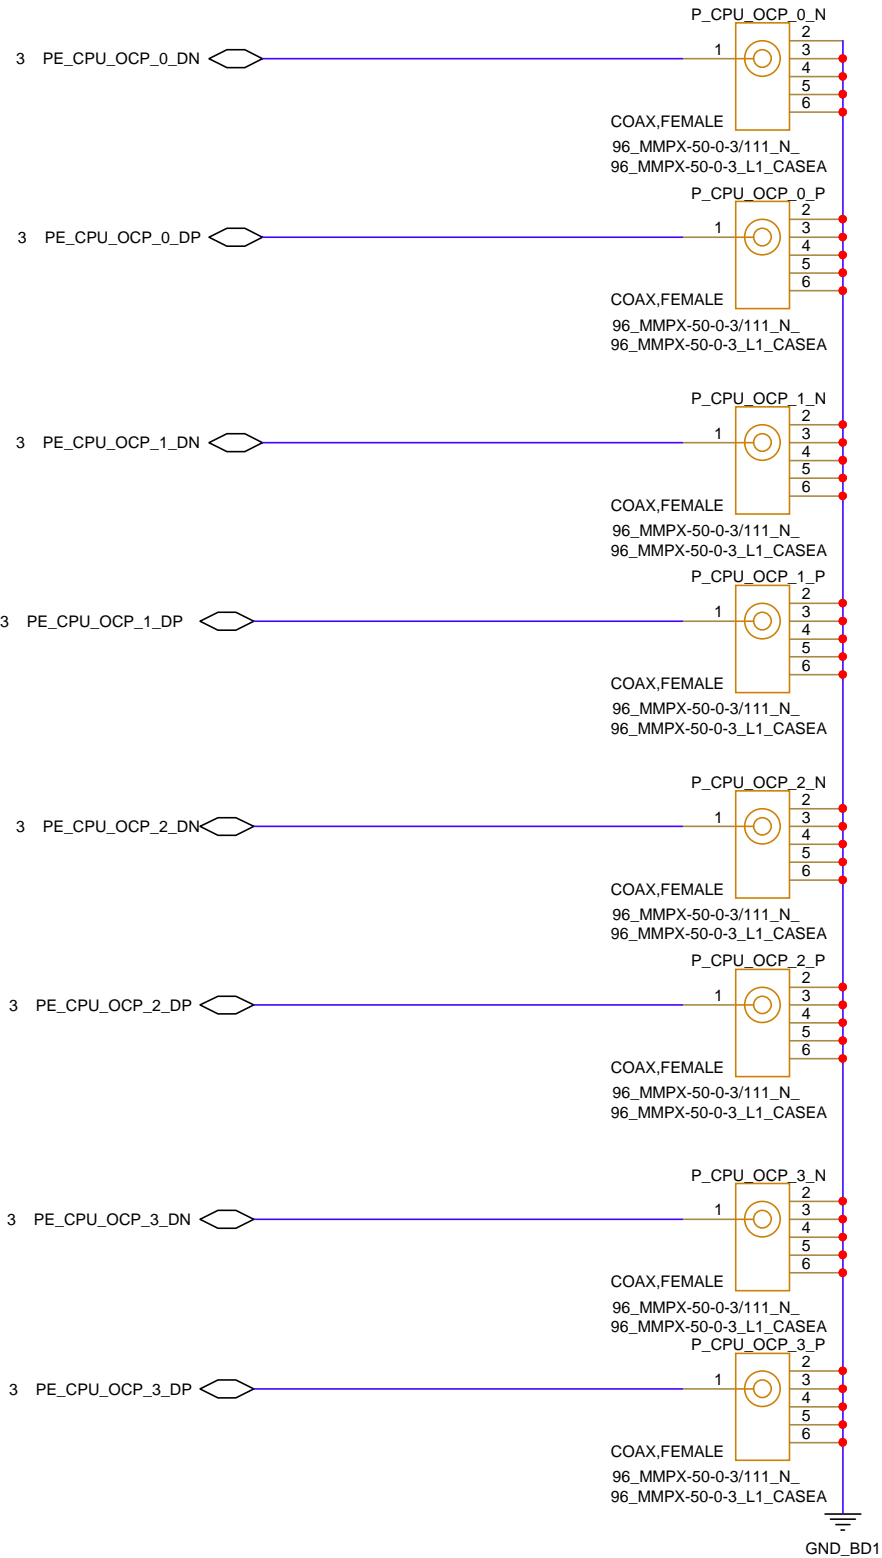 P_CPU_OCP_0_N
3 PE_CPU_OCP_0_DN 1 2
3
4
5
6
COAX,FEMALE
96_MMPX-50-0-3/111_N_
96_MMPX-50-0-3_L1_CASEA
P_CPU_OCP_0_P
3 PE_CPU_OCP_0_DP 1 2
3
4
5
6
COAX,FEMALE
96_MMPX-50-0-3/111_N_
96_MMPX-50-0-3_L1_CASEA
P_CPU_OCP_1_N
3 PE_CPU_OCP_1_DN 1 2
3
4
5
6
COAX,FEMALE
96_MMPX-50-0-3/111_N_
96_MMPX-50-0-3_L1_CASEA
P_CPU_OCP_1_P
3 PE_CPU_OCP_1_DP 1 2
3
4
5
6
COAX,FEMALE
96_MMPX-50-0-3/111_N_
96_MMPX-50-0-3_L1_CASEA
P_CPU_OCP_2_N
3 PE_CPU_OCP_2_DN 1 2
3
4
5
6
COAX,FEMALE
96_MMPX-50-0-3/111_N_
96_MMPX-50-0-3_L1_CASEA
P_CPU_OCP_2_P
3 PE_CPU_OCP_2_DP 1 2
3
4
5
6
COAX,FEMALE
96_MMPX-50-0-3/111_N_
96_MMPX-50-0-3_L1_CASEA
P_CPU_OCP_3_N
3 PE_CPU_OCP_3_DN 1 2
3
4
5
6
COAX,FEMALE
96_MMPX-50-0-3/111_N_
96_MMPX-50-0-3_L1_CASEA
P_CPU_OCP_3_P
3 PE_CPU_OCP_3_DP 1 2
3
4
5
6
COAX,FEMALE
96_MMPX-50-0-3/111_N_
96_MMPX-50-0-3_L1_CASEA
GND_BD1